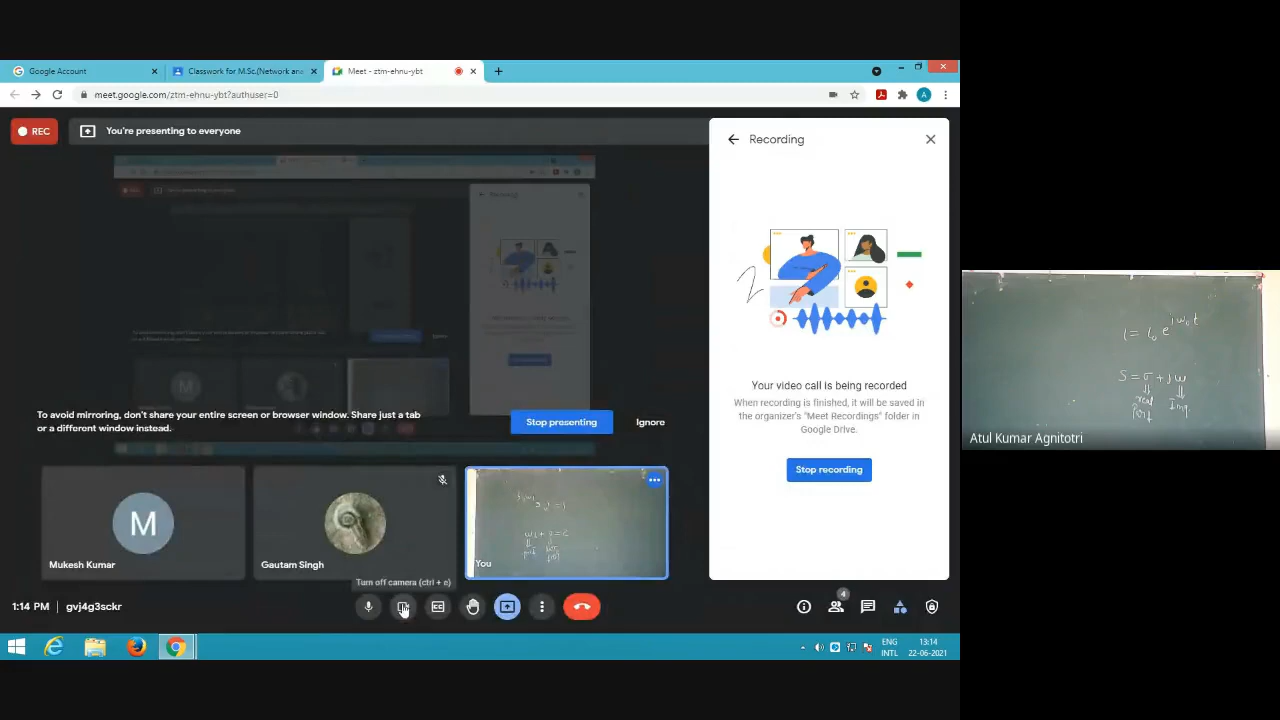 Google Account
Classwork for M.Sc.(Network an
Meet - ztm-ehnu-ybt
meet.google.com/ztm-ehnu-ybt?authuser=0
REC
You're presenting to everyone
Recording
2
Your video call is being recorded
When recording is finished, it will be saved in
the organizer's "Meet Recordings" folder in
Google Drive.
Stop recording
To avoid mirroring, don't share your entire screen or browser window. Share just a tab
or a different window instead.
Stop presenting
Ignore
M
Mukesh Kumar
Gautam Singh
You
Turn off camera (ctrl + e)
1:14 PM
gvj4g3sckr
4
ENG
INTL
13:14
22-06-2021
S = σ + jω
real
Part
Atul Kumar Agnitotri